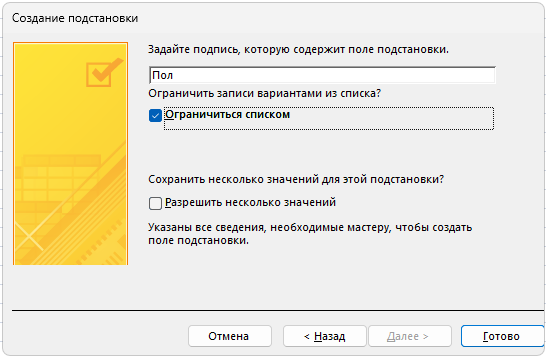 Создание подстановки
Задайте подпись, которую содержит поле подстановки.
Пол
Ограничить записи вариантами из списка?
Ограничиться списком
Сохранить несколько значений для этой подстановки?
Разрешить несколько значений
Указаны все сведения, необходимые мастеру, чтобы создать
поле подстановки.
Отмена
< Назад
Далее >
Готово